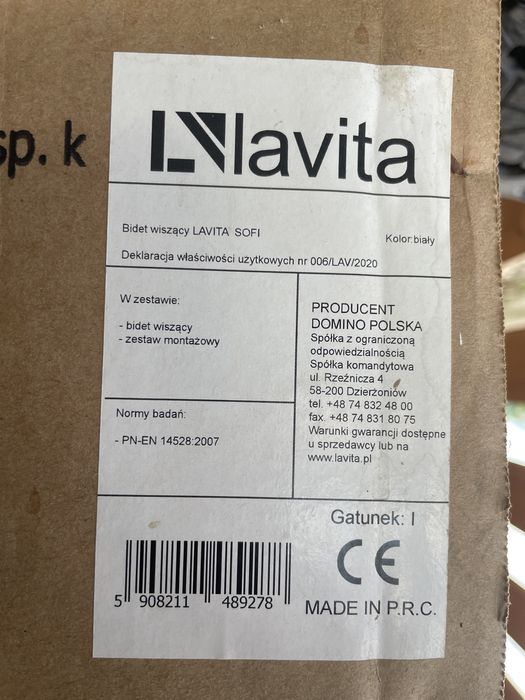 sp. k
lavita
Bidet wiszący LAVITA SOFI
Kolor:biały
Deklaracja właściwości użytkowych nr 006/LAV/2020
W zestawie:
- bidet wiszący
- zestaw montażowy
Normy badań:
- PN-EN 14528:2007
PRODUCENT
DOMINO POLSKA
Spółka z ograniczoną
odpowiedzialnością
Spółka komandytowa
ul. Rzeźnicza 4
58-200 Dzierżoniów
tel. +48 74 832 48 00
fax. +48 74 831 80 75
Warunki gwarancji dostępne
u sprzedawcy lub na
www.lavita.pl
Gatunek: I
CE
MADE IN P.R.C.
5 908211 489278